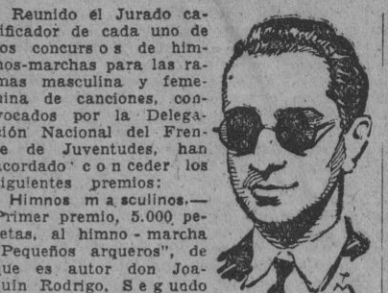 Reunido el Jurado ca-
ificador de cada uno de
os concursos de him-
nos-marchas para las ra-
mas masculina y feme-
nina de canciones, con-
vocados por la Delega-
ción Nacional del Fren-
e de Juventudes, han
acordado conceder los
siguientes premios:
Himnos masculinos.—
Primer premio, 5.000 pe-
etas, al himno-marcha
"Pequeños arqueros", de
que es autor don Joa-
quín Rodrigo, Segundo